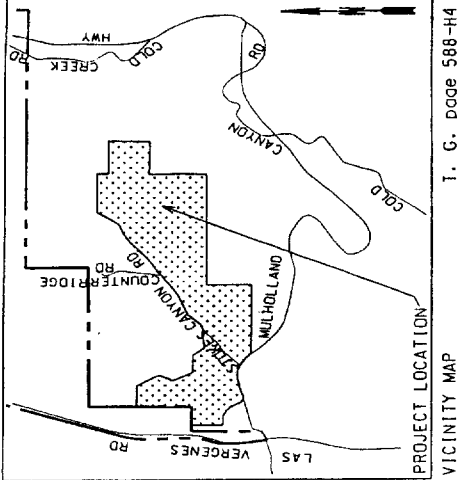 RD
CREEK
COLD
HWY
RD
CANYON
COLD
COUNTERRIDGE
RD
STOKES CANYON RD
MULHOLLAND
LAS
VERGENES
RD
PROJECT LOCATION
VICINITY MAP
T. G. page 588-H4